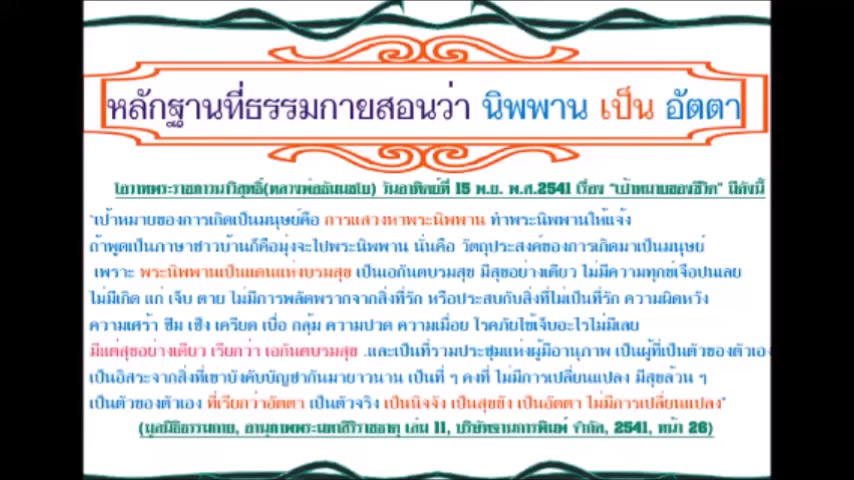 หลักฐานที่ธรรมกายสอนว่า นิพพาน เป็น อัตตา
โอวาทพระราชภาวนาวิสุทธิ์(หลวงพ่อธัมมชโย) วันอาทิตย์ที่ 15 พ.ย. พ.ศ.2541 เรื่อง "เป้าหมายของชีวิต" มีดังนี้
"เป้าหมายของการเกิดเป็นมนุษย์คือ การแสวงหาพระนิพพาน ทำพระนิพพานให้แจ้ง
ถ้าพูดเป็นภาษาชาวบ้านก็คือมุ่งจะไปพระนิพพาน นั่นคือ วัตถุประสงค์ของการเกิดมาเป็นมนุษย์
เพราะ พระนิพพานเป็นแดนแห่งบรมสุข เป็นเอกันตบรมสุข มีสุขอย่างเดียว ไม่มีความทุกข์เจือปนเลย
ไม่มีเกิด แก่ เจ็บ ตาย ไม่มีการพลัดพรากจากสิ่งที่รัก หรือประสบกับสิ่งที่ไม่เป็นที่รัก ความผิดหวัง
ความเศร้า ซึม เซ็ง เครียด เบื่อ กลุ้ม ความปวด ความเมื่อย โรคภัยไข้เจ็บอะไรไม่มีเลย
มีแต่สุขอย่างเดียว เรียกว่า เอกันตบรมสุข .และเป็นที่รวมประชุมแห่งผู้มีอานุภาพ เป็นผู้ที่เป็นตัวของตัวเอง
เป็นอิสระจากสิ่งที่เขาบังคับบัญชากันมายาวนาน เป็นที่ ๆ คงที่ ไม่มีการเปลี่ยนแปลง มีสุขล้วน ๆ
เป็นตัวของตัวเอง ที่เรียกว่าอัตตา เป็นตัวจริง เป็นนิจจัง เป็นสุขขัง เป็นอัตตา ไม่มีการเปลี่ยนแปลง"
(มูลนิธิธรรมกาย, อานุภาพพระมหาสิริราชธาตุ เล่ม 11, บริษัทฐานการพิมพ์ จำกัด, 2541, หน้า 26)